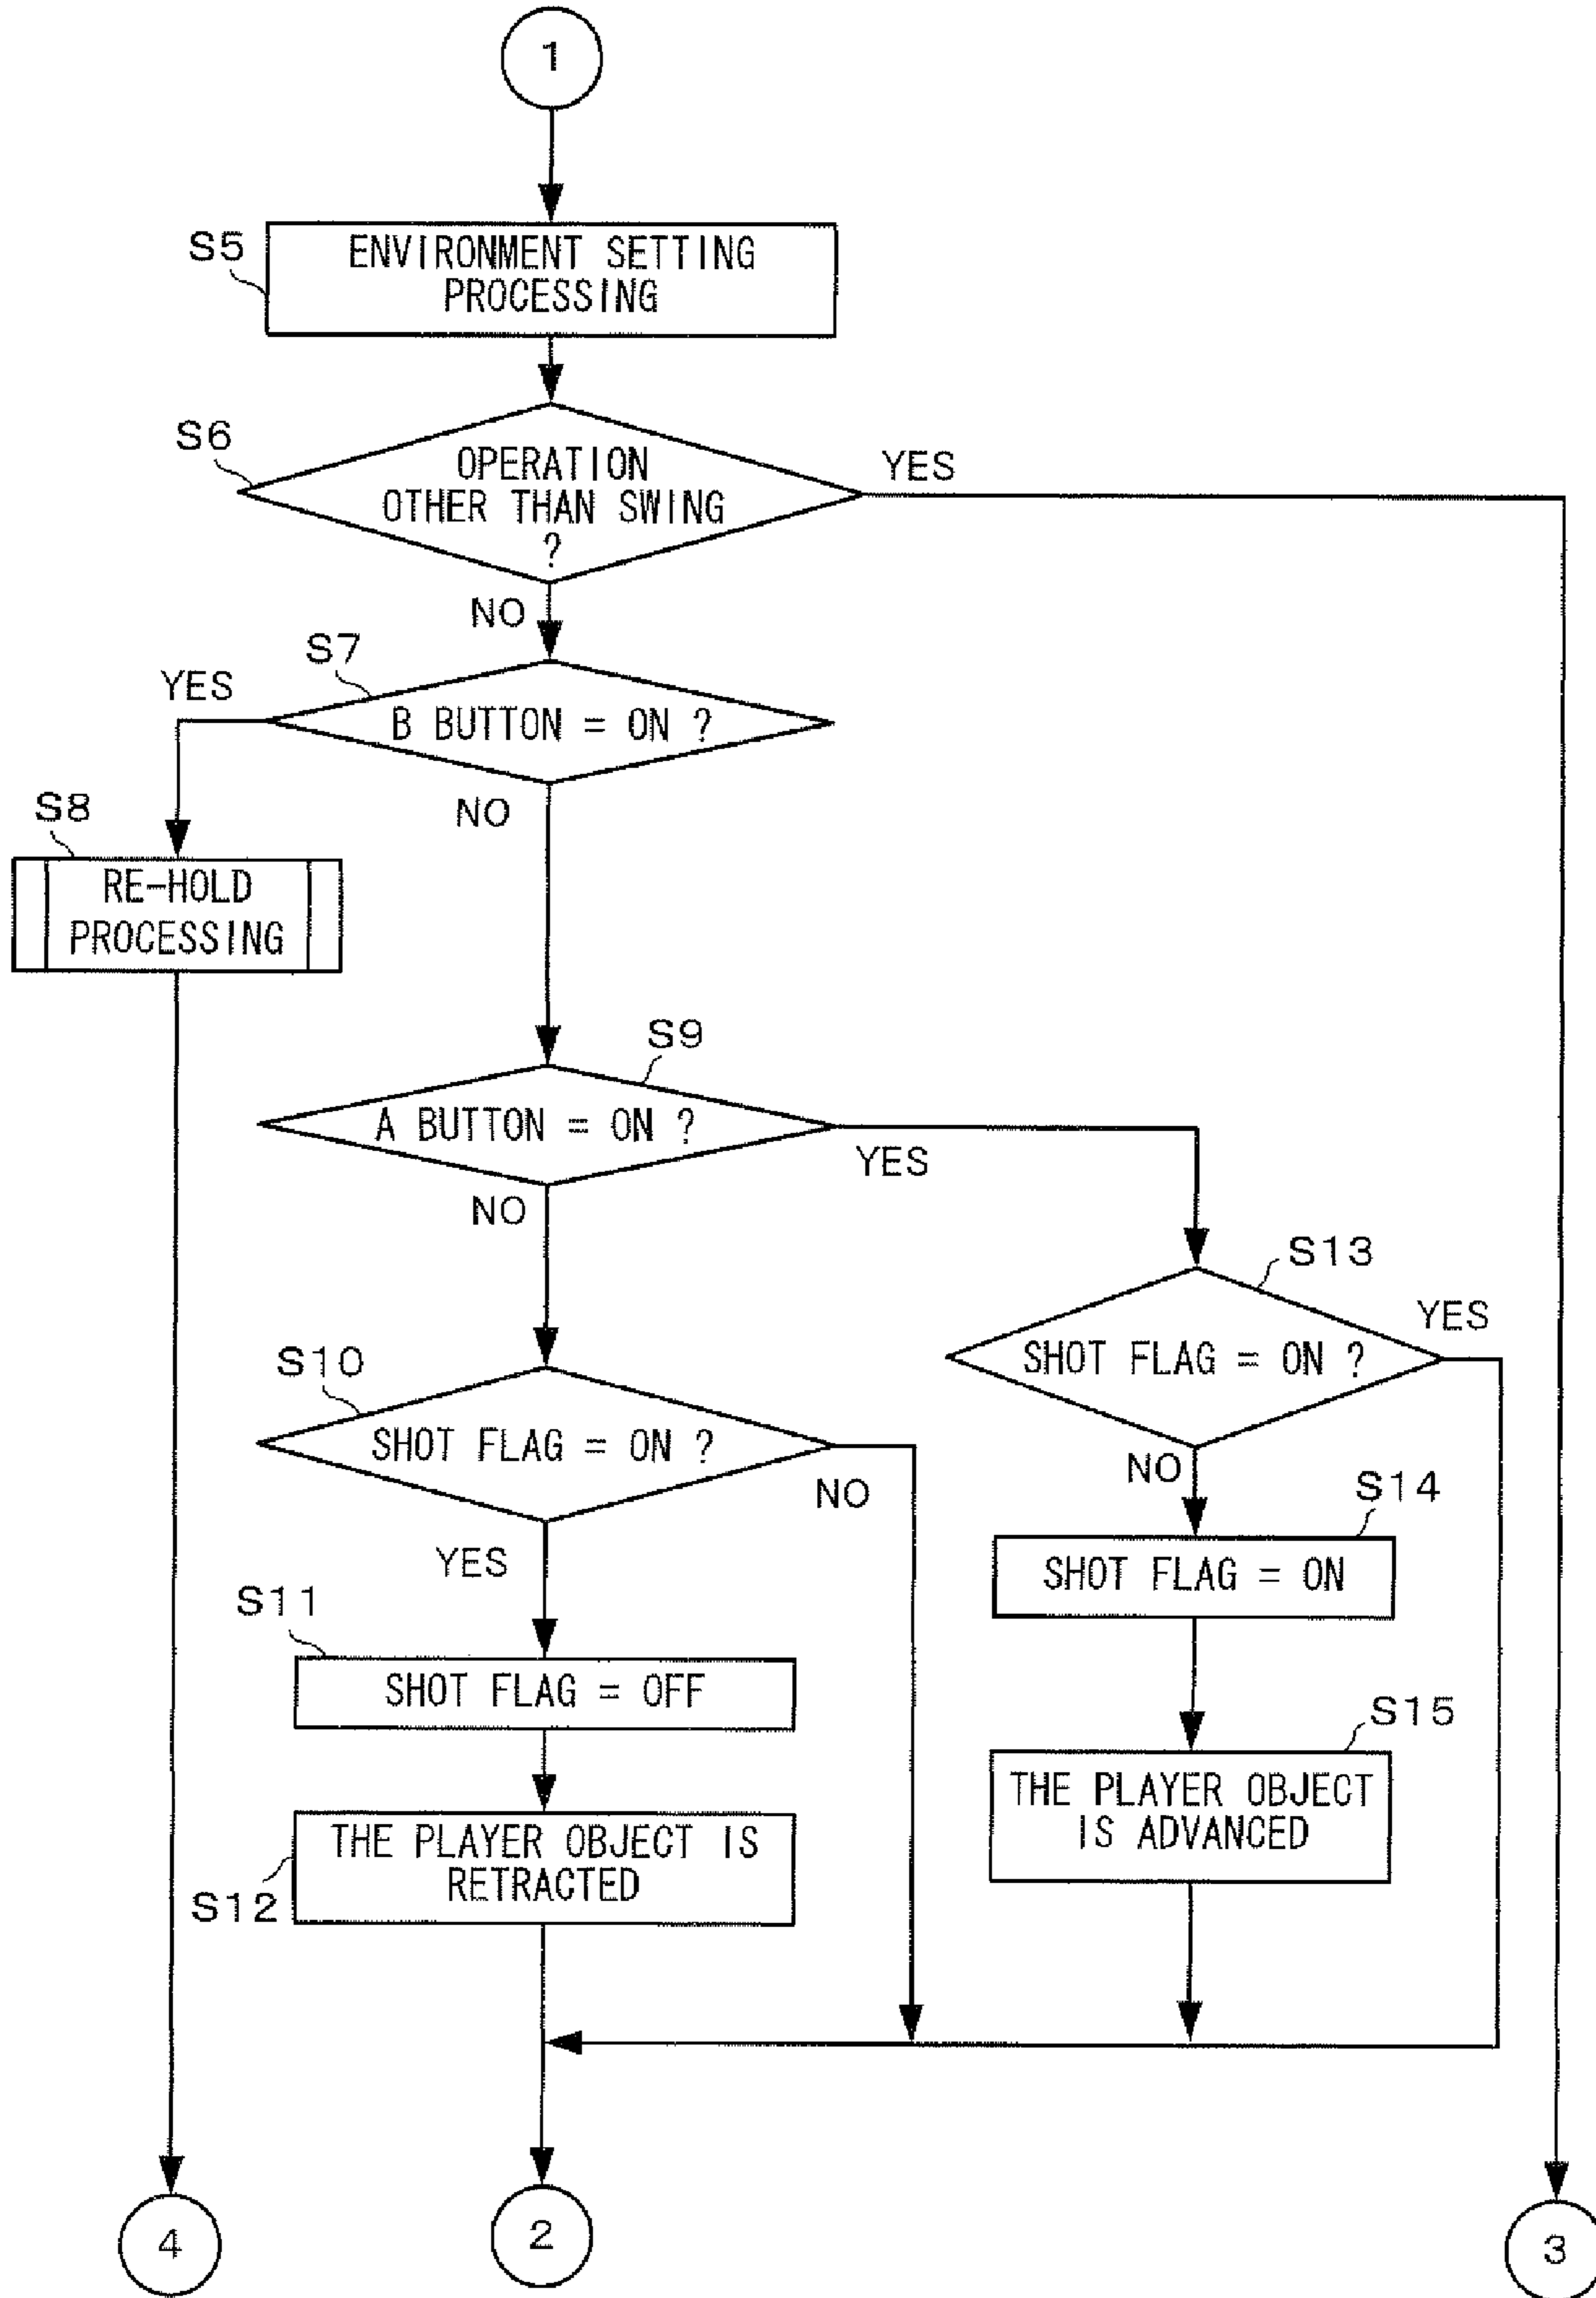 1
S5
ENVIRONMENT SETTING
PROCESSING
S6
OPERATION
OTHER THAN SWING
?
YES
NO
S7
YES
B BUTTON = ON ?
NO
S8
RE-HOLD
PROCESSING
S9
A BUTTON = ON ?
YES
NO
S13
SHOT FLAG = ON ?
YES
NO
S10
SHOT FLAG = ON ?
NO
YES
S14
SHOT FLAG = ON
S11
SHOT FLAG = OFF
S15
THE PLAYER OBJECT
IS ADVANCED
THE PLAYER OBJECT IS
RETRACTED
S12
4
2
3